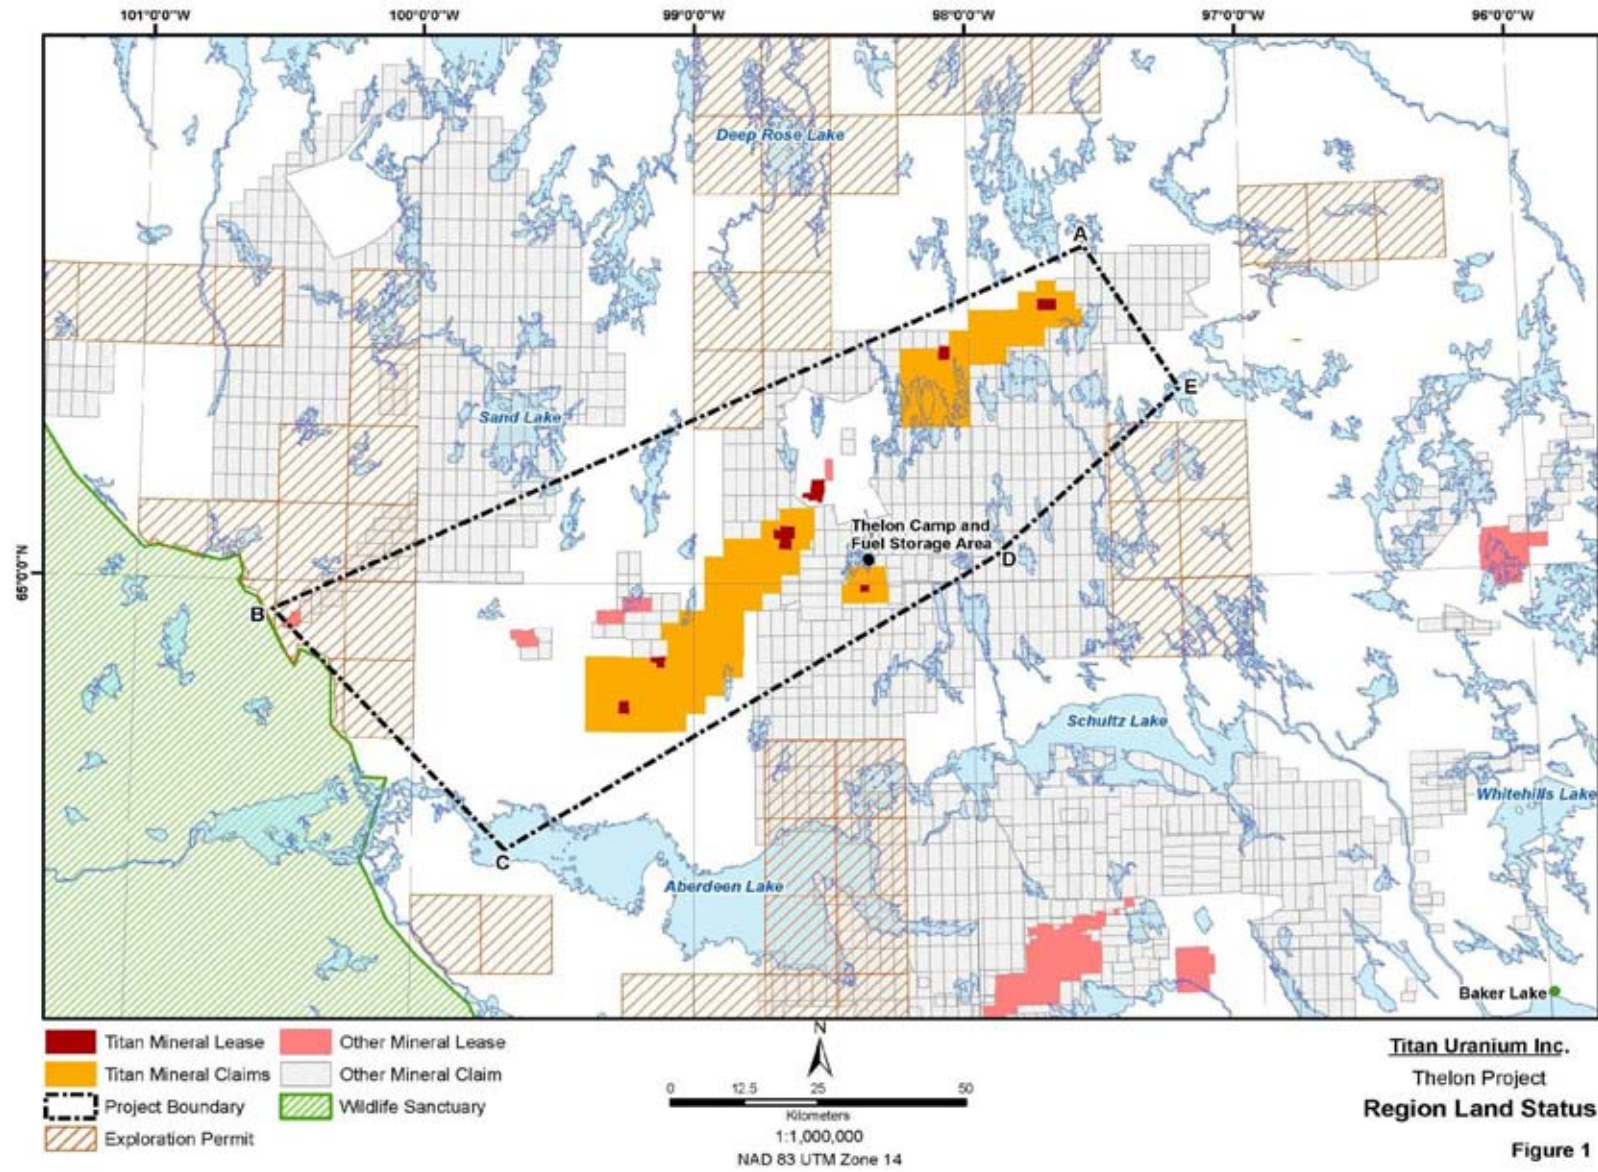 101°0'0"W 100°0'0"W 99°0'0"W 98°0'0"W 97°0'0"W 96°0'0"W
Deep Rose Lake
A
E
Sand Lake
Thelon Camp and
Fuel Storage Area
D
65°0'0"N
B
Schultz Lake
Whitehills Lake
C
Aberdeen Lake
Baker Lake
Titan Mineral Lease
Titan Mineral Claims
Project Boundary
Exploration Permit
Other Mineral Lease
Other Mineral Claim
Wildlife Sanctuary
N
0 12.5 25 50
Kilometers
1:1,000,000
NAD 83 UTM Zone 14
Titan Uranium Inc.
Thelon Project
Region Land Status
Figure 1